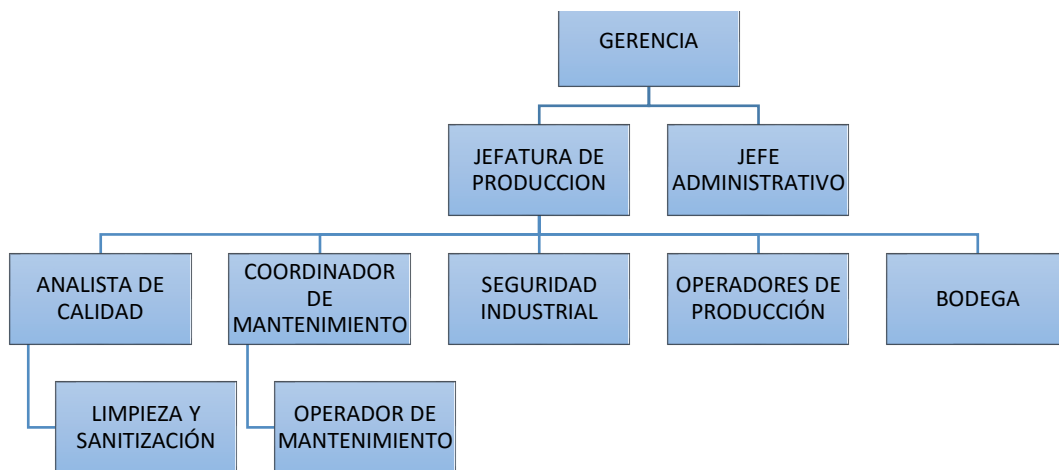 GERENCIA
JEFATURA DE
PRODUCCION
JEFE
ADMINISTRATIVO
ANALISTA DE
CALIDAD
COORDINADOR
DE
MANTENIMIENTO
SEGURIDAD
INDUSTRIAL
OPERADORES DE
PRODUCCIÓN
BODEGA
LIMPIEZA Y
SANITIZACIÓN
OPERADOR DE
MANTENIMIENTO